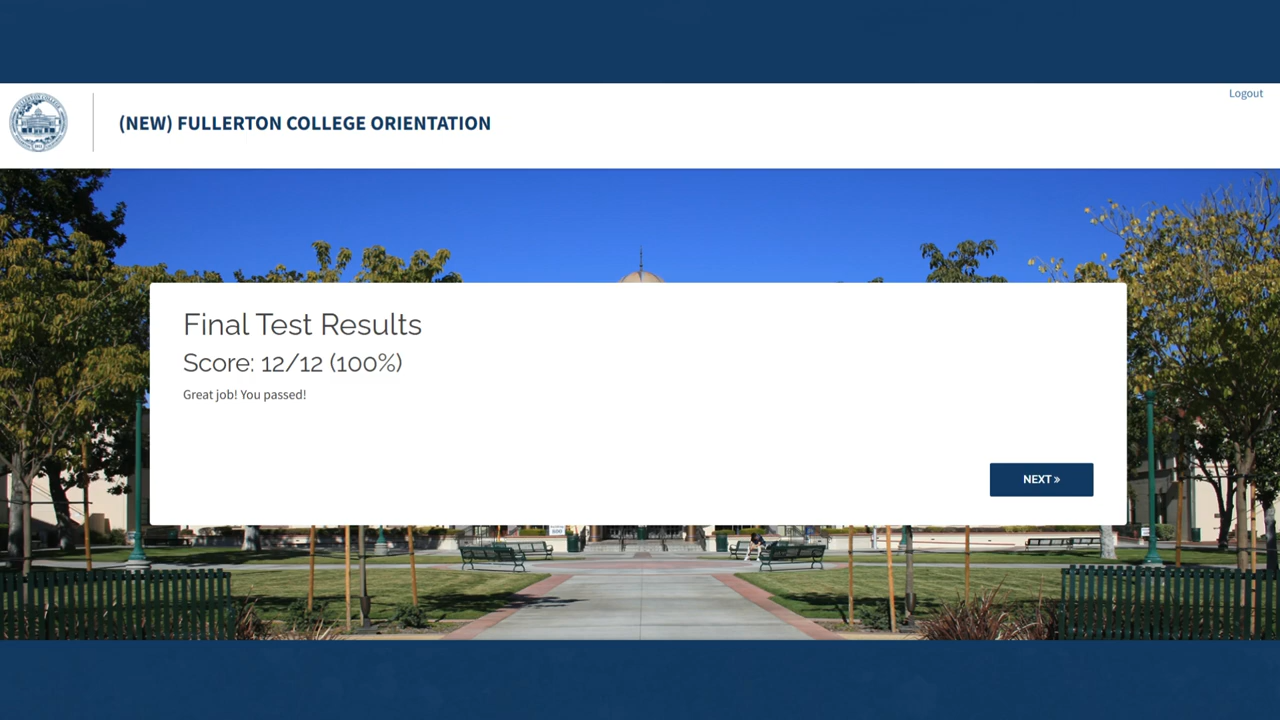 Logout
(NEW) FULLERTON COLLEGE ORIENTATION
Final Test Results
Score: 12/12 (100%)
Great job! You passed!
NEXT »